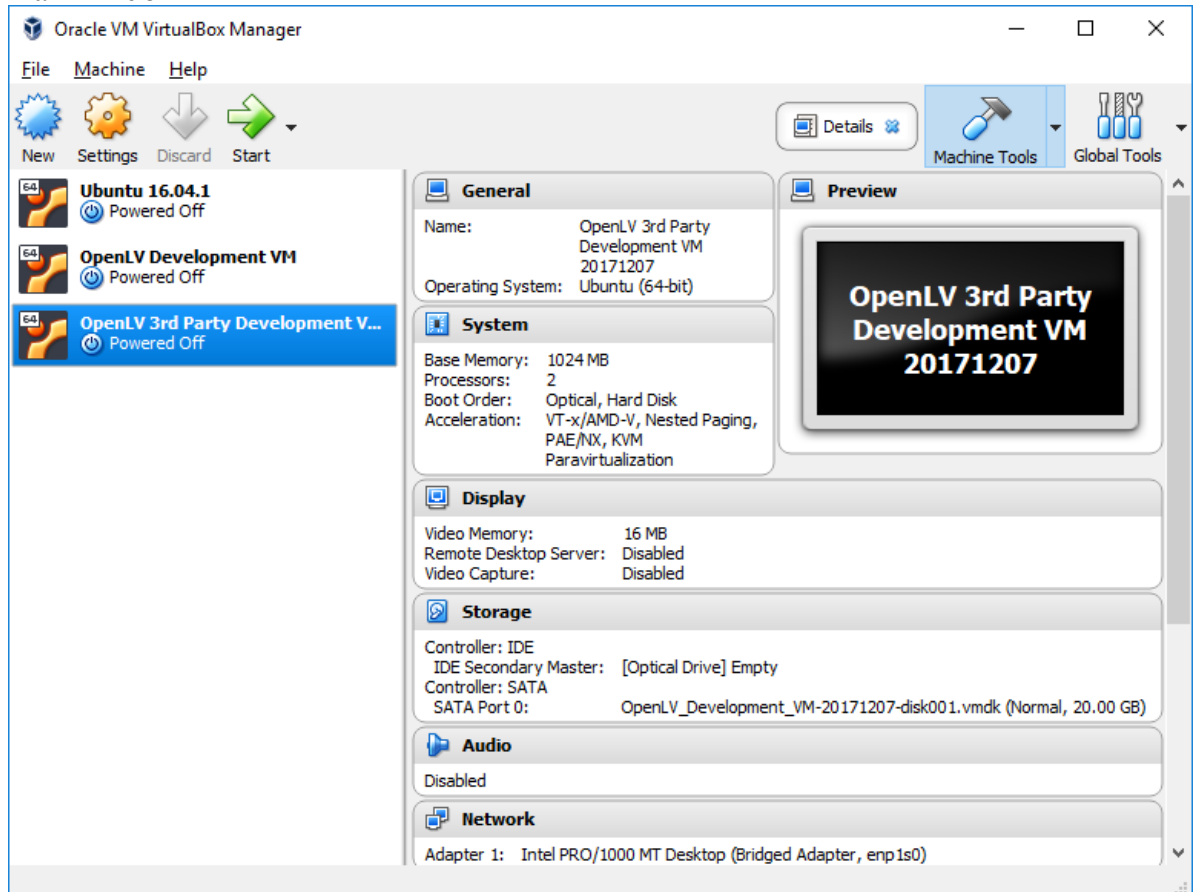 Oracle VM VirtualBox Manager
File Machine Help
New Settings Discard Start
Details
Machine Tools
Global Tools
64
Ubuntu 16.04.1
Powered Off
64
OpenLV Development VM
Powered Off
64
OpenLV 3rd Party Development V...
Powered Off
General
Name: OpenLV 3rd Party
Development VM
20171207
Operating System: Ubuntu (64-bit)
Preview
OpenLV 3rd Party
Development VM
20171207
System
Base Memory: 1024 MB
Processors: 2
Boot Order: Optical, Hard Disk
Acceleration: VT-x/AMD-V, Nested Paging,
PAE/NX, KVM
Paravirtualization
Display
Video Memory: 16 MB
Remote Desktop Server: Disabled
Video Capture: Disabled
Storage
Controller: IDE
IDE Secondary Master: [Optical Drive] Empty
Controller: SATA
SATA Port 0: OpenLV_Development_VM-20171207-disk001.vmdk (Normal, 20.00 GB)
Audio
Disabled
Network
Adapter 1: Intel PRO/1000 MT Desktop (Bridged Adapter, enp1s0)